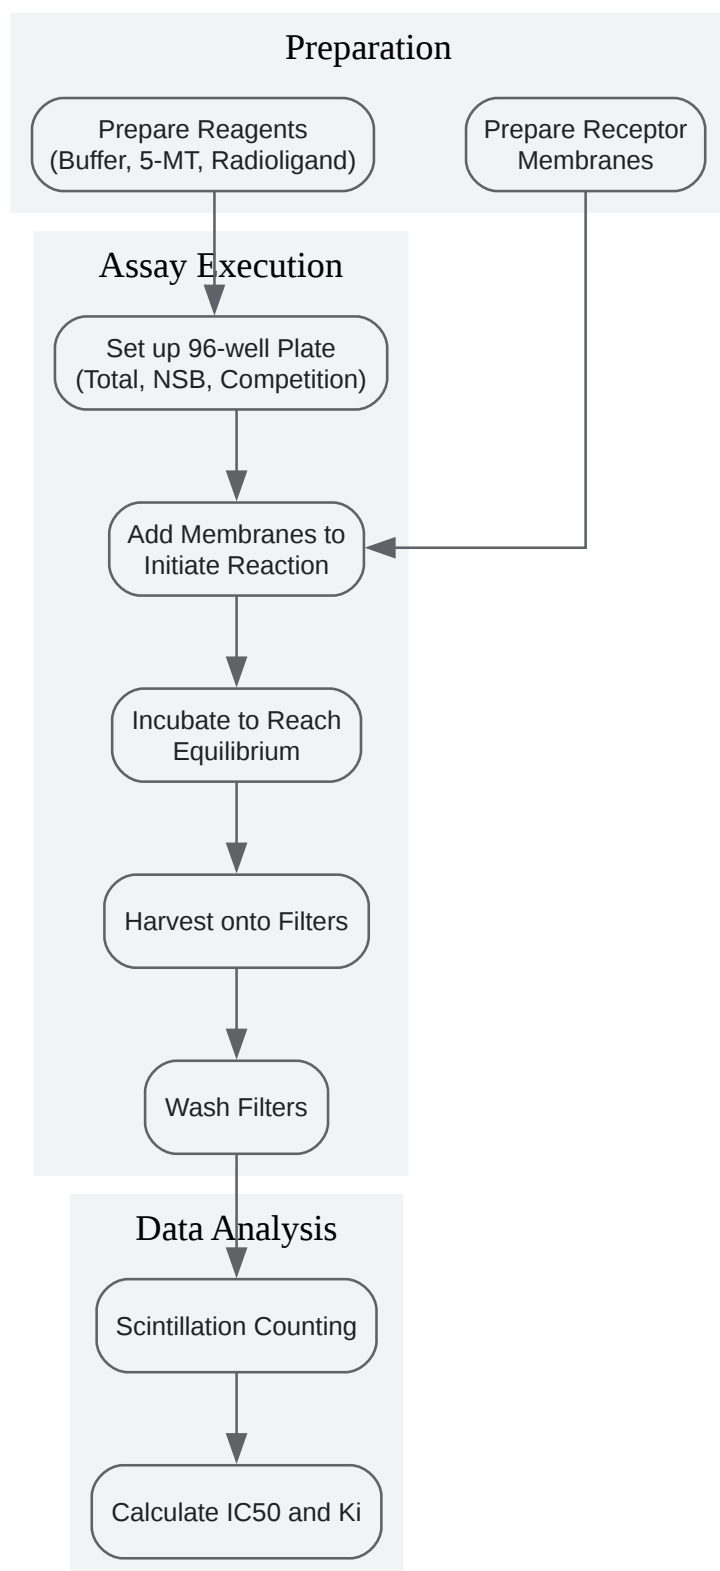 Preparation
Prepare Reagents
(Buffer, 5-MT, Radioligand)
Prepare Receptor
Membranes
Assay Execution
Set up 96-well Plate
(Total, NSB, Competition)
Add Membranes to
Initiate Reaction
Incubate to Reach
Equilibrium
Harvest onto Filters
Wash Filters
Data Analysis
Scintillation Counting
Calculate IC50 and Ki